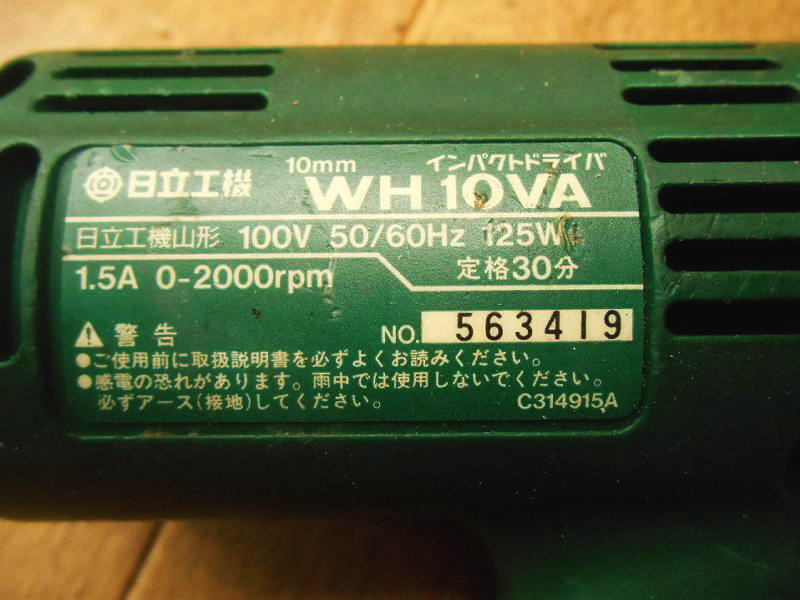 日立工機 10mm インパクトドライバ
WH 10VA
日立工機山形 100V 50/60Hz 125W
1.5A 0-2000rpm 定格30分
警告 NO. 563419
●ご使用前に取扱説明書を必ずよくお読みください。
●感電の恐れがあります。雨中では使用しないでください。
必ずアース(接地)してください。 C314915A